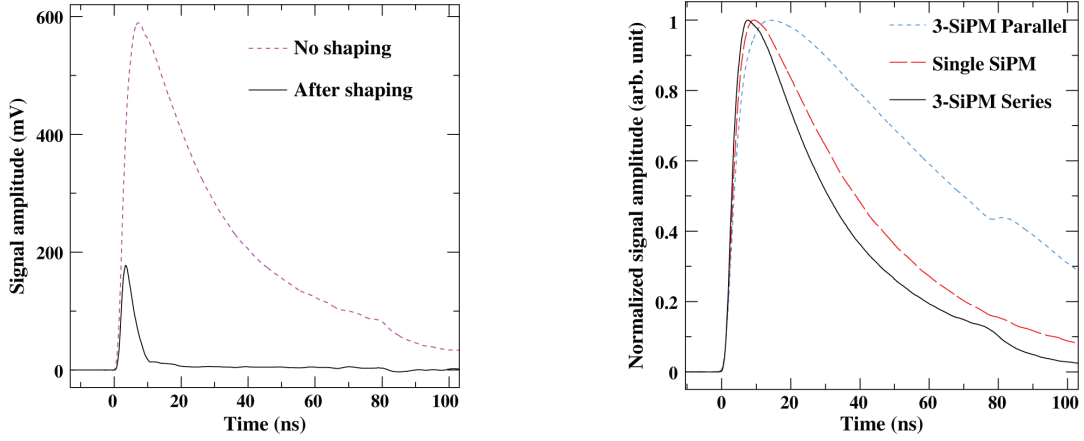 600
400
200
0
Signal amplitude (mV)
No shaping
After shaping
0
20
40
60
80
100
Time (ns)
1
0.8
0.6
0.4
0.2
0
Normalized signal amplitude (arb. unit)
3-SiPM Parallel
Single SiPM
3-SiPM Series
0
20
40
60
80
100
Time (ns)